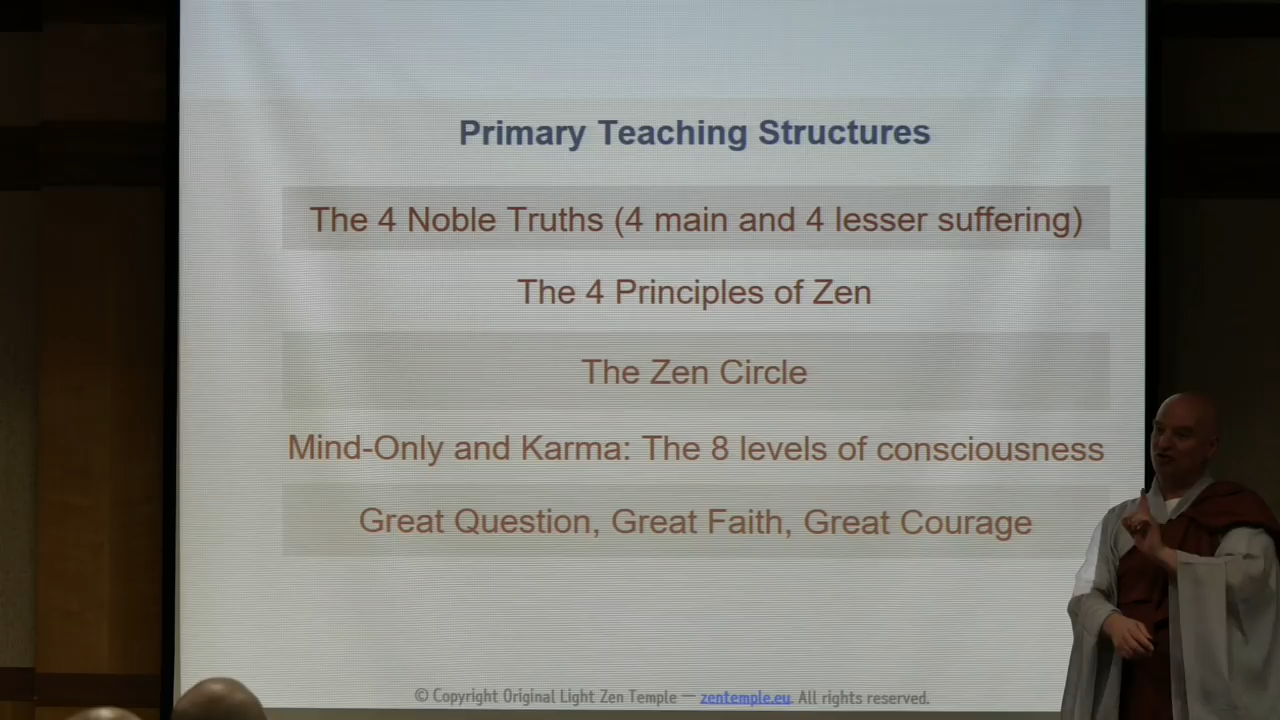 Primary Teaching Structures
The 4 Noble Truths (4 main and 4 lesser suffering)
The 4 Principles of Zen
The Zen Circle
Mind-Only and Karma: The 8 levels of consciousness
Great Question, Great Faith, Great Courage
© Copyright Original Light Zen Temple — zentemple.eu. All rights reserved.